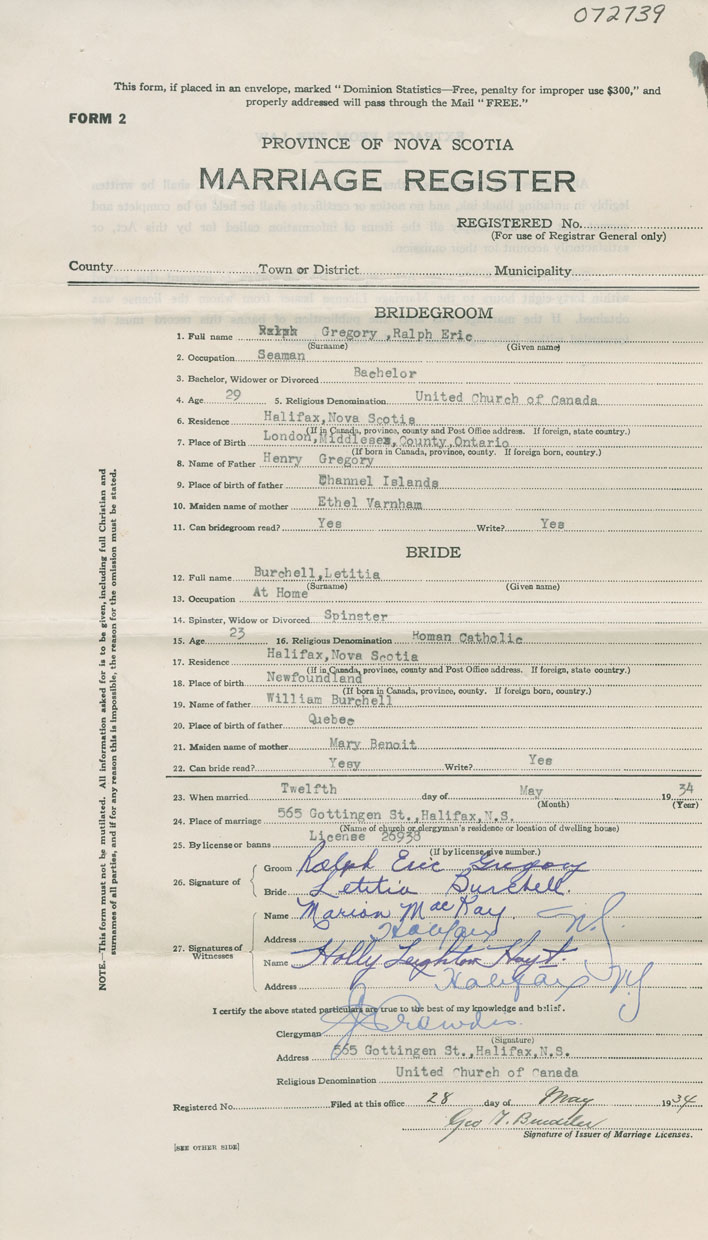 072739
This form, if placed in an envelope, marked "Dominion Statistics—Free, penalty for improper use $300," and
properly addressed will pass through the Mail "FREE."
FORM 2
PROVINCE OF NOVA SCOTIA
MARRIAGE REGISTER
REGISTERED No.
(For use of Registrar General only)
County Town or District Municipality
BRIDEGROOM
1. Full name Ralph Gregory ,Ralph Eric
(Surname) (Given name)
2. Occupation Seaman
3. Bachelor, Widower or Divorced Bachelor
4. Age 29 5. Religious Denomination United Church of Canada
6. Residence Halifax,Nova Scotia
(If in Canada, province, county and Post Office address. If foreign, state country.)
7. Place of Birth London,Middlesex,County,Ontario
(If born in Canada, province, county. If foreign born, country.)
8. Name of Father Henry Gregory
9. Place of birth of father Channel Islands
10. Maiden name of mother Ethel Varnham
11. Can bridegroom read? Yes Write? Yes
BRIDE
12. Full name Burchell,Letitia
(Surname) (Given name)
13. Occupation At Home
14. Spinster, Widow or Divorced Spinster
15. Age 23 16. Religious Denomination Roman Catholic
17. Residence Halifax,Nova Scotia
(If in Canada, province, county and Post Office address. If foreign, state country.)
18. Place of birth Newfoundland
(If born in Canada, province, county. If foreign born, country.)
19. Name of father William Burchell
20. Place of birth of father Quebec
21. Maiden name of mother Mary Benoit
22. Can bride read? Yesy Write? Yes
23. When married Twelfth day of May 1934
(Month) (Year)
24. Place of marriage 565 Gottingen St.,Halifax,N.S.
(Name of church or clergyman's residence or location of dwelling house)
25. By license or banns License 26938
(If by license, give number.)
26. Signature of
Groom Ralph Eric Gregory
Bride Letitia Burchell.
27. Signatures of Witnesses
Name Marion MacKay
Address Halifax N.S.
Name Holly Leighton Hoyt.
Address Halifax N.S
I certify the above stated particulars are true to the best of my knowledge and belief.
Clergyman Crowdis.
(Signature)
Address 565 Gottingen St.,Halifax,N.S.
Religious Denomination United Church of Canada
Registered No. Filed at this office 28 day of May 1934
Geo
Signature of Issuer of Marriage Licenses.
[SEE OTHER SIDE]
NOTE.—This form must not be mutilated. All information asked for is to be given, including full Christian and
surnames of all parties, and if for any reason this is impossible, the reason for the omission must be stated.